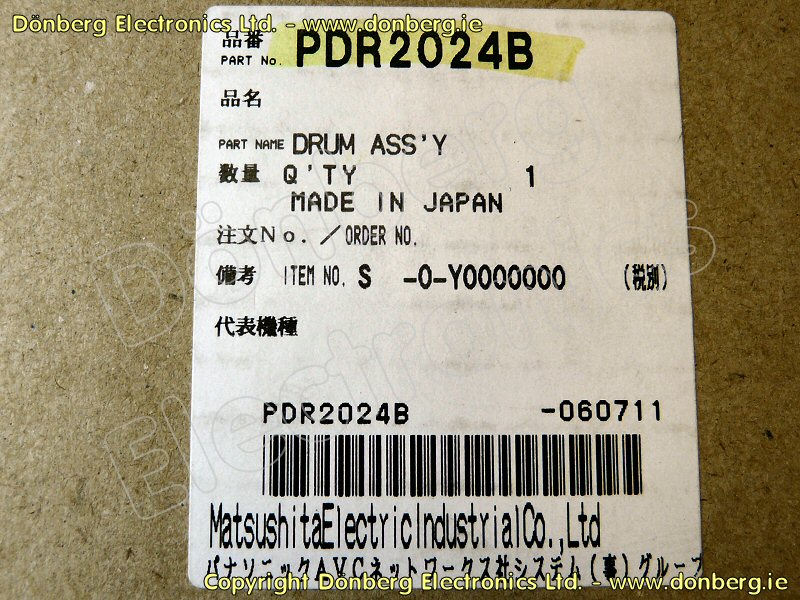 Dönberg Electronics Ltd. - www.donberg.ie
品番
PART No. PDR2024B
品名
PART NAME DRUM ASS'Y
数量 Q'TY 1
MADE IN JAPAN
注文No.／ORDER NO.
備考 ITEM NO. S -0-Y0000000 (税別)
代表機種
PDR2024B -060711
MatsushitaElectricIndustrialCo.,Ltd
パナソニックAVCネットワークス社システム(事)グループ
Dönberg
Electronics
Copyright Dönberg Electronics Ltd. - www.donberg.ie